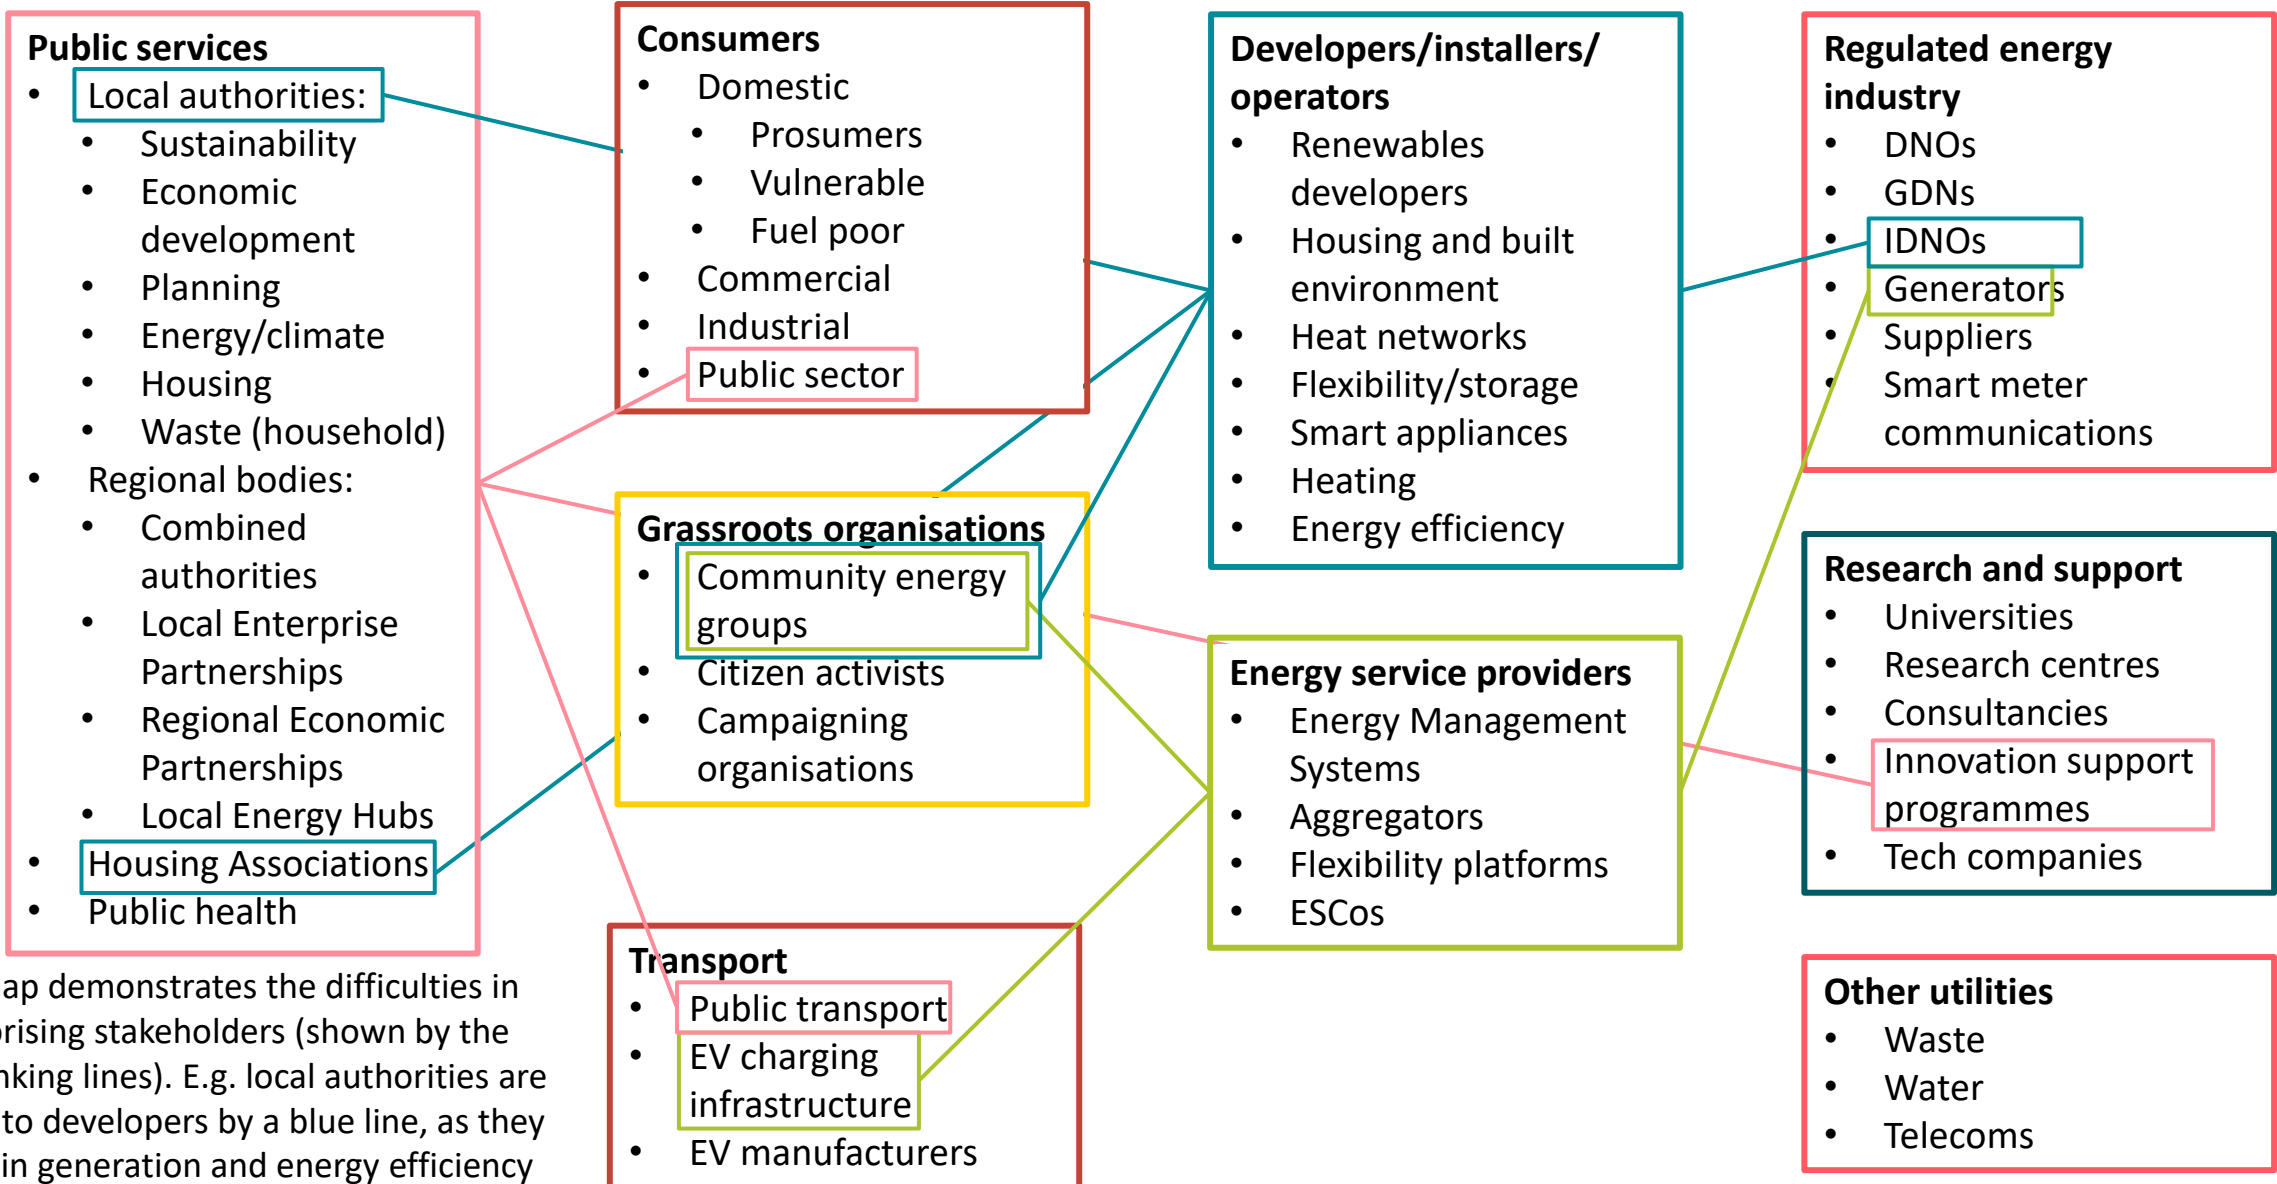 Public services
• Local authorities:
• Sustainability
• Economic
development
• Planning
• Energy/climate
• Housing
• Waste (household)
• Regional bodies:
• Combined
authorities
• Local Enterprise
Partnerships
• Regional Economic
Partnerships
• Local Energy Hubs
• Housing Associations
• Public health
ap demonstrates the difficulties in
rising stakeholders (shown by the
nking lines). E.g. local authorities are
to developers by a blue line, as they
in generation and energy efficiency
Consumers
• Domestic
• Prosumers
• Vulnerable
• Fuel poor
• Commercial
• Industrial
• Public sector
Grassroots organisations
• Community energy
groups
• Citizen activists
• Campaigning
organisations
Transport
• Public transport
• EV charging
infrastructure
• EV manufacturers
Developers/installers/
operators
• Renewables
developers
• Housing and built
environment
• Heat networks
• Flexibility/storage
• Smart appliances
• Heating
• Energy efficiency
Energy service providers
• Energy Management
Systems
• Aggregators
• Flexibility platforms
• ESCos
Regulated energy
industry
• DNOs
• GDNs
• IDNOs
• Generators
• Suppliers
• Smart meter
communications
Research and support
• Universities
• Research centres
• Consultancies
• Innovation support
programmes
• Tech companies
Other utilities
• Waste
• Water
• Telecoms